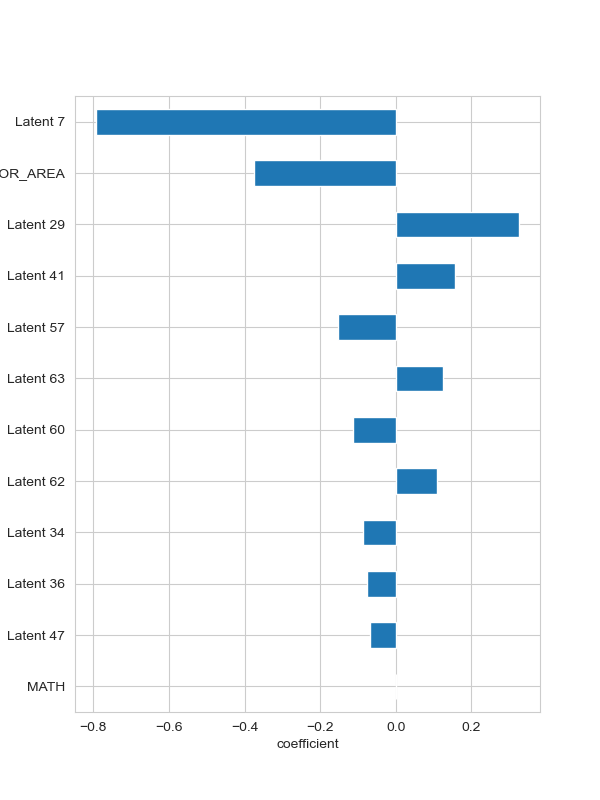 Latent 7
OR_AREA
Latent 29
Latent 41
Latent 57
Latent 63
Latent 60
Latent 62
Latent 34
Latent 36
Latent 47
MATH
−0.8 −0.6 −0.4 −0.2 0.0 0.2
coefficient